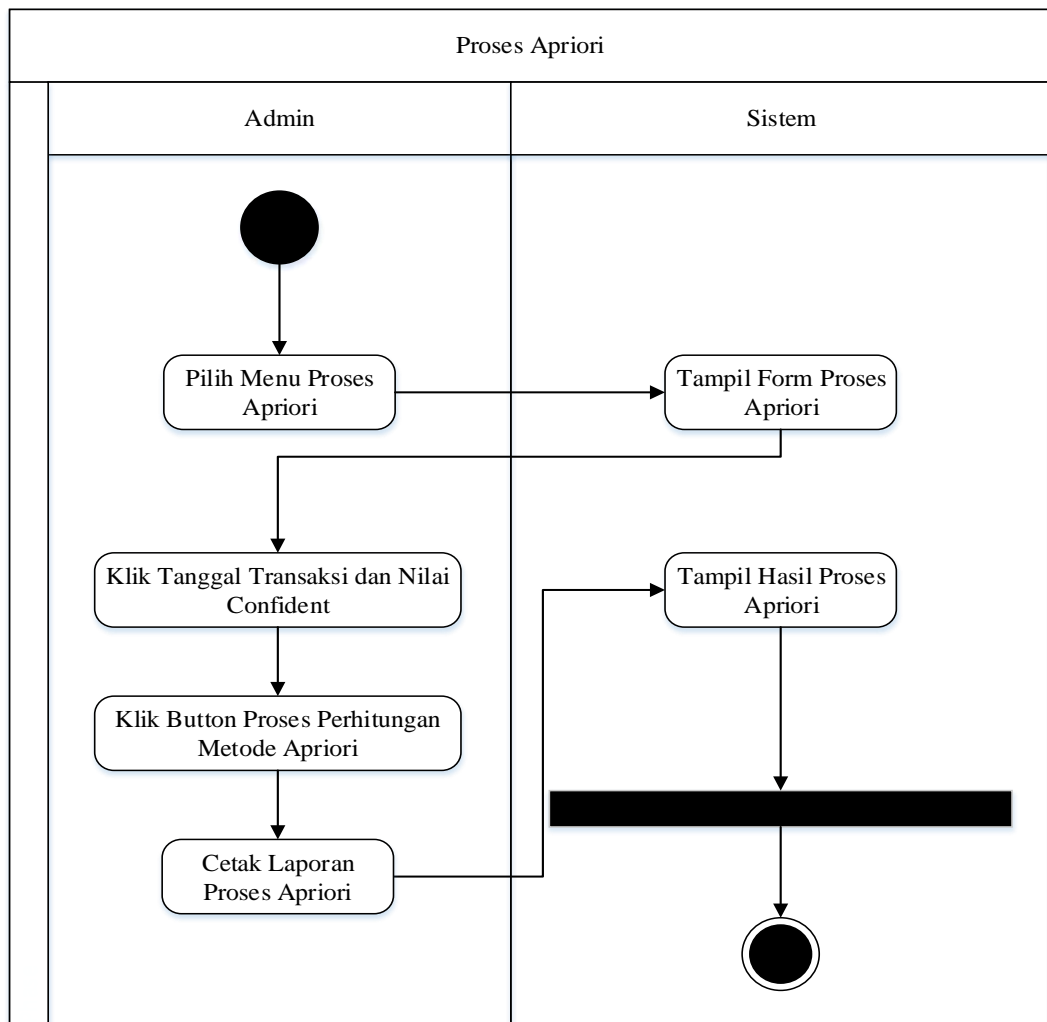 Proses Apriori
Admin
Sistem
Pilih Menu Proses
Apriori
Tampil Form Proses
Apriori
Klik Tanggal Transaksi dan Nilai
Confident
Tampil Hasil Proses
Apriori
Klik Button Proses Perhitungan
Metode Apriori
Cetak Laporan
Proses Apriori